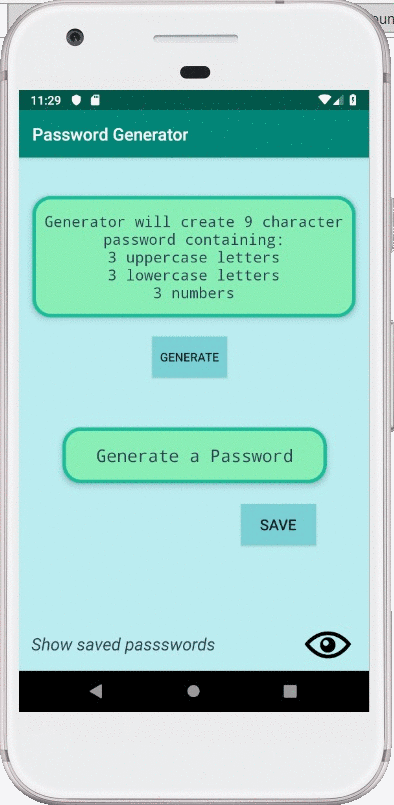 oun
11:29
Password Generator
Generator will create 9 character
password containing:
3 uppercase letters
3 lowercase letters
3 numbers
GENERATE
Generate a Password
SAVE
Show saved passswords